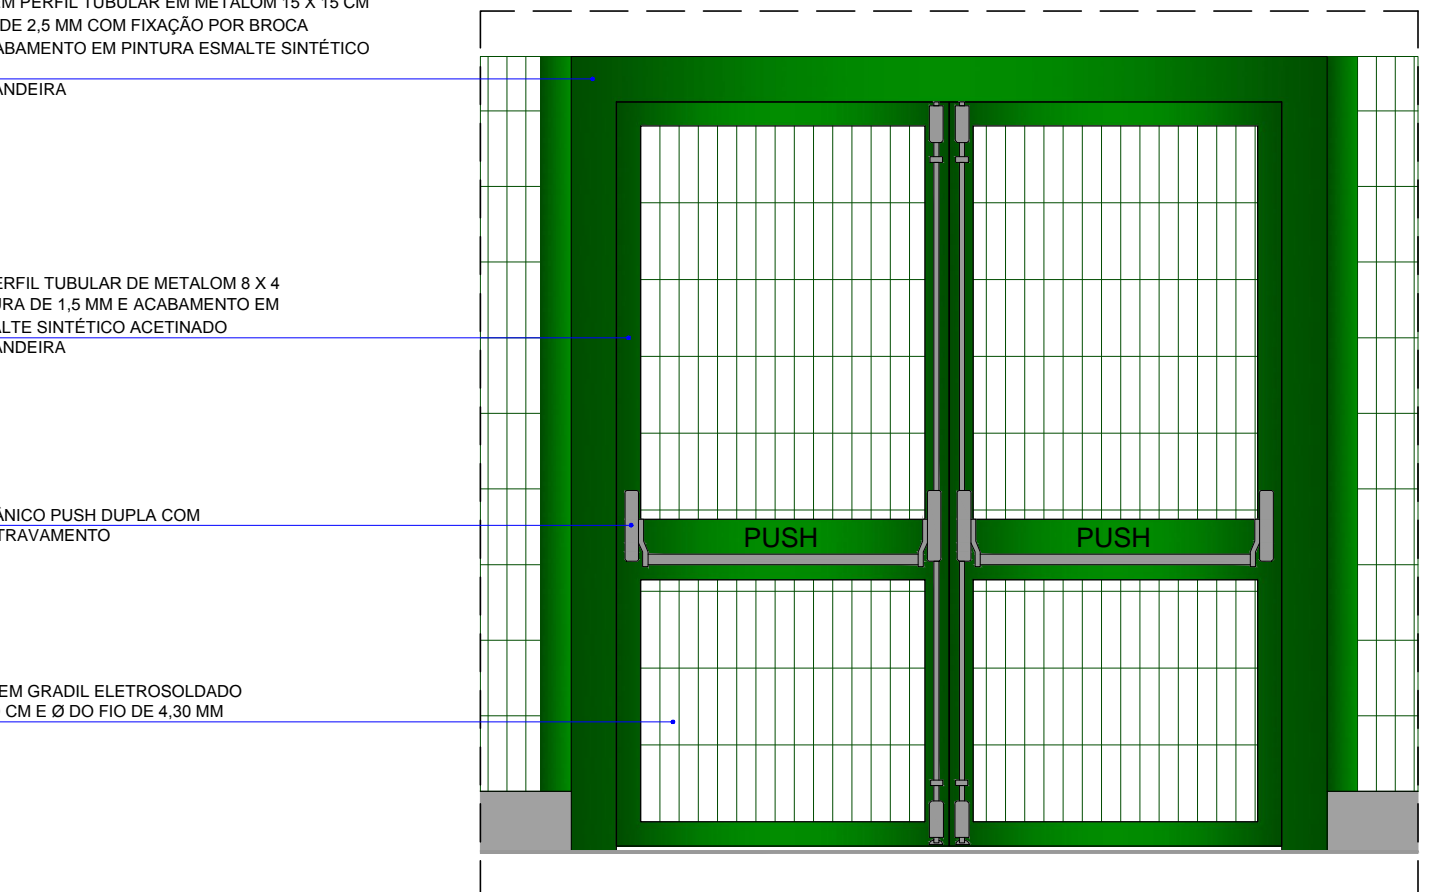 EM PERFIL TUBULAR EM METALOM 15 X 15 CM
DE 2,5 MM COM FIXAÇÃO POR BROCA
ABAMENTO EM PINTURA ESMALTE SINTÉTICO
ANDEIRA
ERFIL TUBULAR DE METALOM 8 X 4
URA DE 1,5 MM E ACABAMENTO EM
ALTE SINTÉTICO ACETINADO
ANDEIRA
ÂNICO PUSH DUPLA COM
TRAVAMENTO
PUSH PUSH
EM GRADIL ELETROSOLDADO
CM E Ø DO FIO DE 4,30 MM